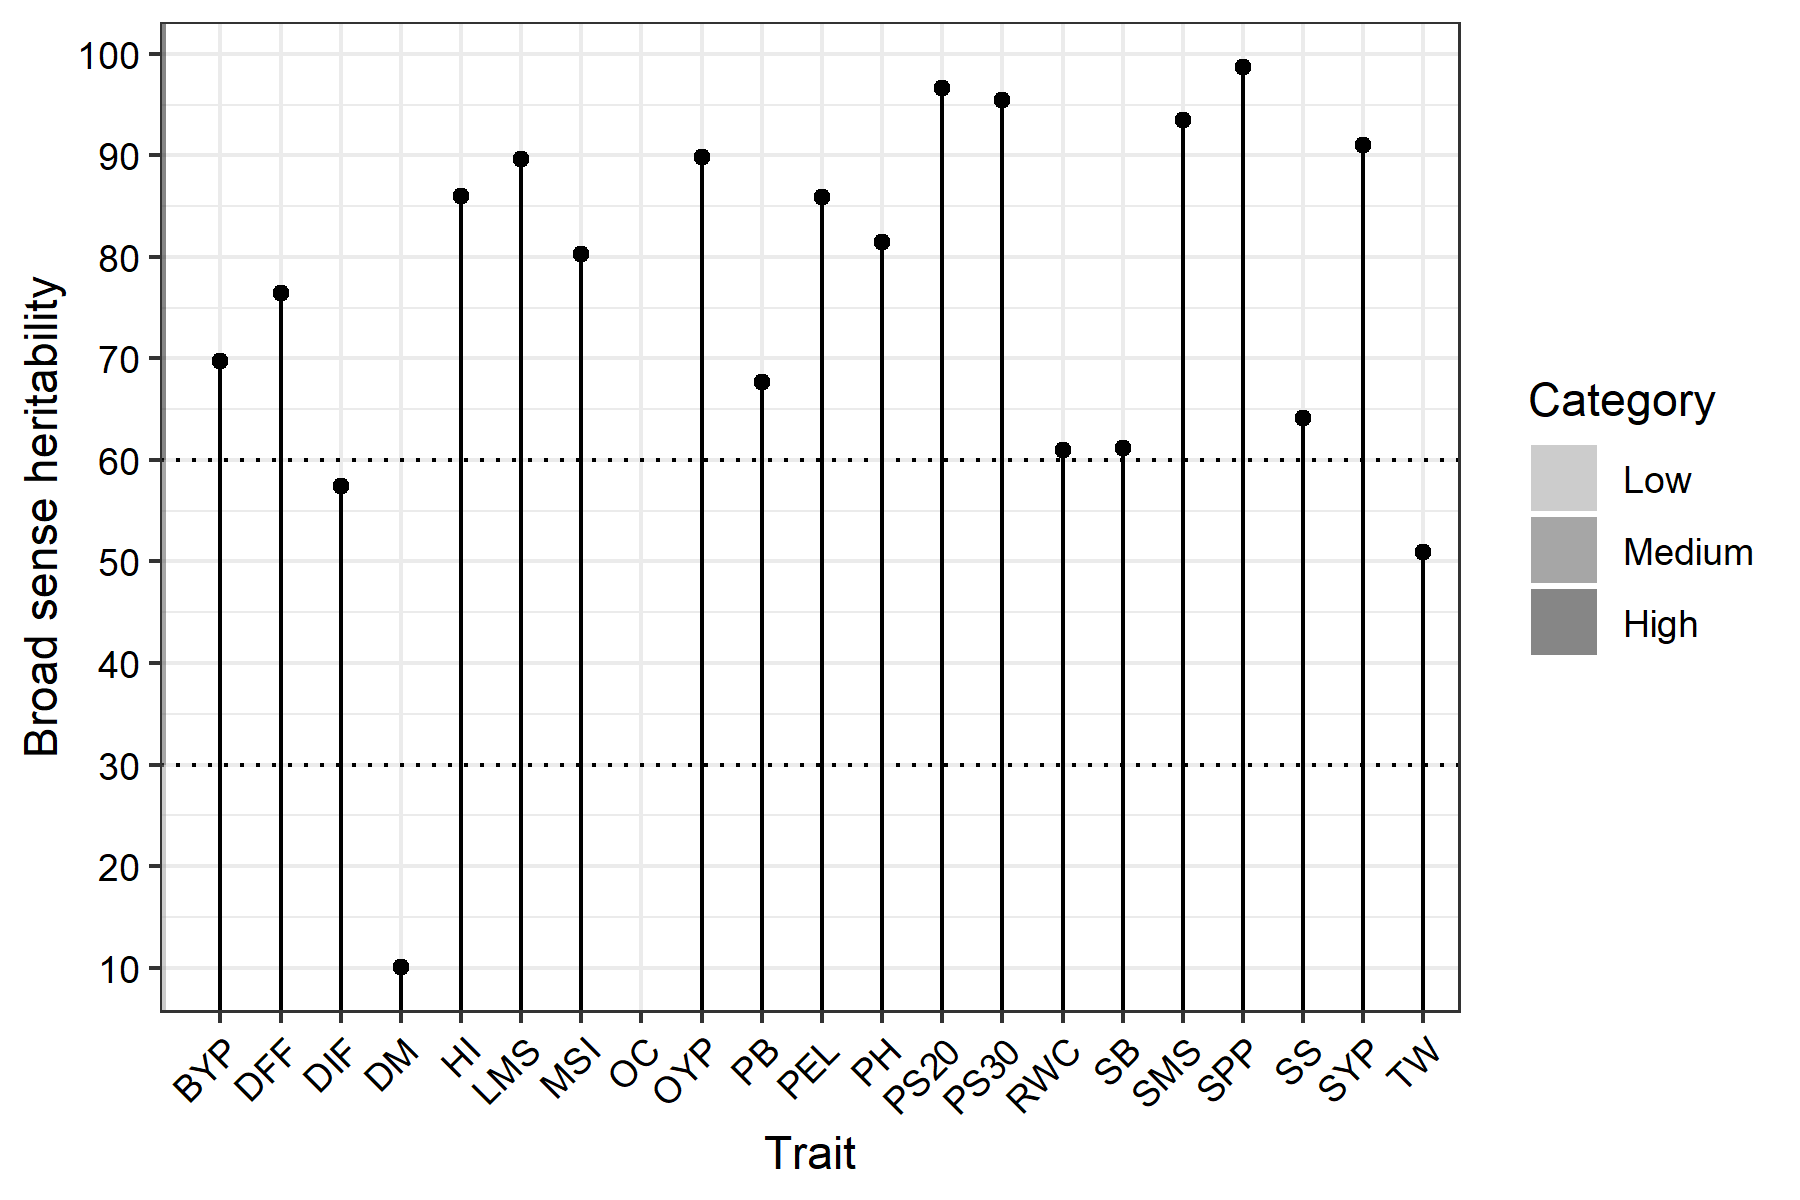 Broad sense heritability
100
90
80
70
60
50
40
30
20
10
BYP
DFF
DIF
DM
HI
LMS
MSI
OC
OYP
PB
PEL
PH
PS20
PS30
RWC
SB
SMS
SPP
SS
SYP
TW
Trait
Category
Low
Medium
High